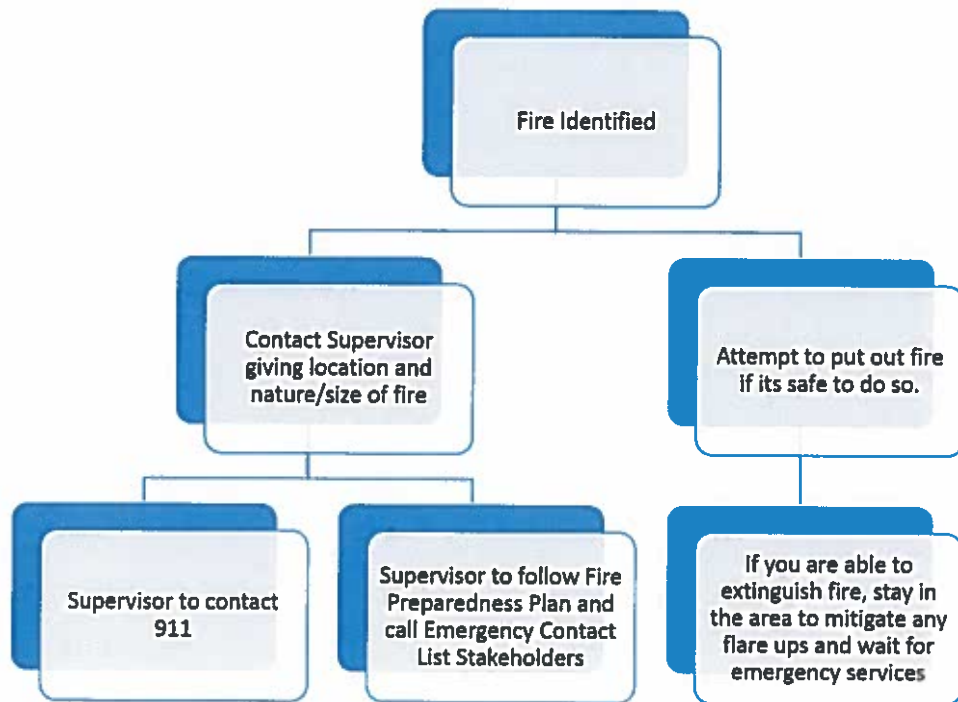 Fire Identified
Contact Supervisor
giving location and
nature/size of fire
Attempt to put out fire
if its safe to do so.
Supervisor to contact
911
Supervisor to follow Fire
Preparedness Plan and
call Emergency Contact
List Stakeholders
If you are able to
extinguish fire, stay in
the area to mitigate any
flare ups and wait for
emergency services